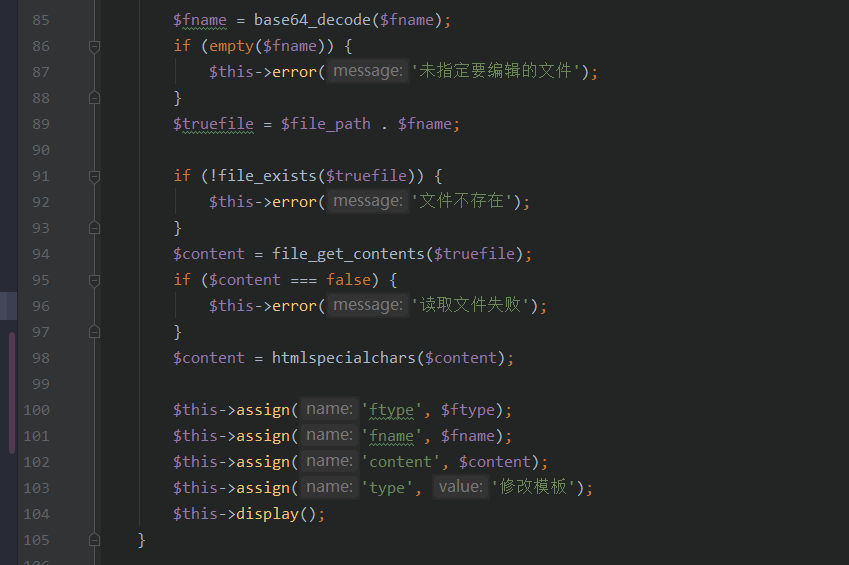 85 $fname = base64_decode($fname);
86 if (empty($fname)) {
87 $this->error( message: '未指定要编辑的文件');
88 }
89 $truefile = $file_path . $fname;
90
91 if (!file_exists($truefile)) {
92 $this->error( message: '文件不存在');
93 }
94 $content = file_get_contents($truefile);
95 if ($content === false) {
96 $this->error( message: '读取文件失败');
97 }
98 $content = htmlspecialchars($content);
99
100 $this->assign( name: 'ftype', $ftype);
101 $this->assign( name: 'fname', $fname);
102 $this->assign( name: 'content', $content);
103 $this->assign( name: 'type', value: '修改模板');
104 $this->display();
105 }